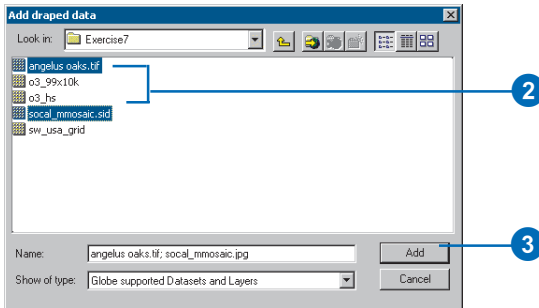 Add draped data
Look in: Exercise7
angelus oaks.tif
o3_99x10k
o3_hs
socal_mmosaic.sid
sw_usa_grid
2
Name: angelus oaks.tif; socal_mmosaic.jpg Add
3
Show of type: Globe supported Datasets and Layers Cancel